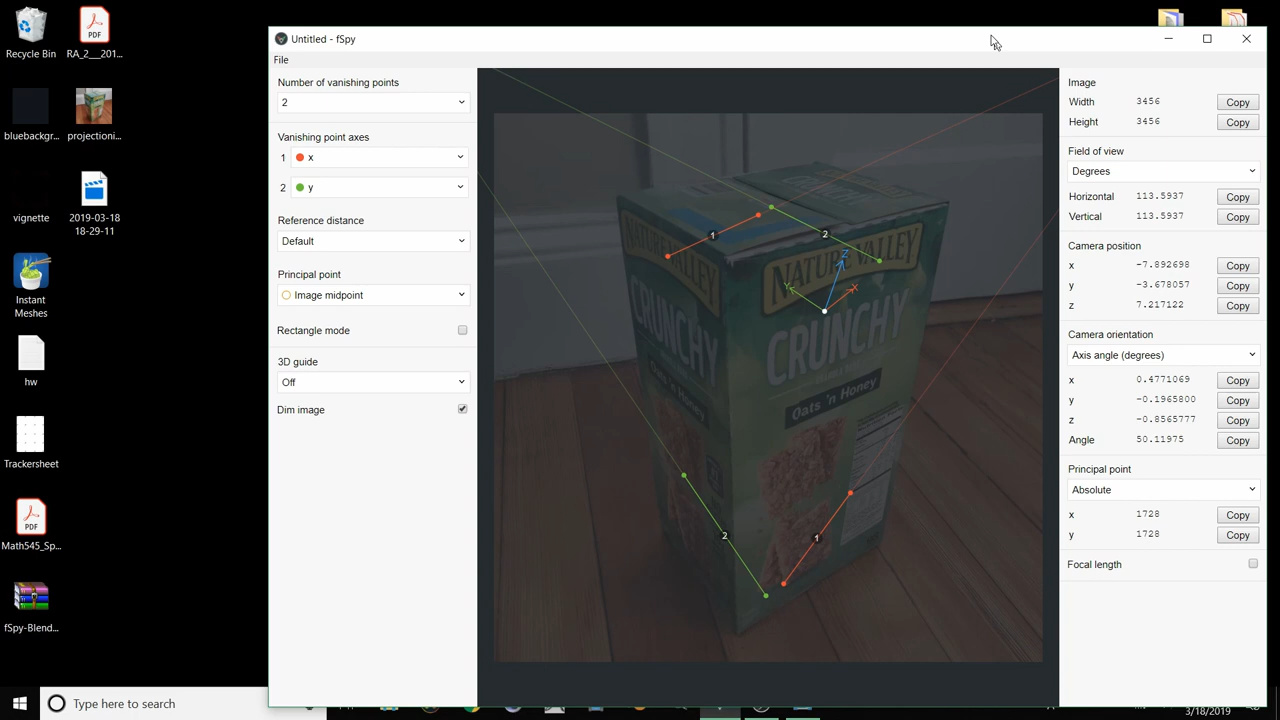 Recycle Bin
RA_2__201...
bluebackgr...
projectioni...
vignette
2019-03-18
18-29-11
Instant
Meshes
hw
Trackersheet
Math545_Sp...
fSpy-Blend...
Type here to search
3/18/2019
Untitled - fSpy
File
Number of vanishing points
2
Vanishing point axes
1 x
2 y
Reference distance
Default
Principal point
Image midpoint
Rectangle mode
3D guide
Off
Dim image
NATURE VALLEY
NATURE VALLEY
CRUNCHY
CRUNCHY
Oats 'n Honey
1
2
Z
Y
X
2
1
Image
Width 3456 Copy
Height 3456 Copy
Field of view
Degrees
Horizontal 113.5937 Copy
Vertical 113.5937 Copy
Camera position
x -7.892698 Copy
y -3.678057 Copy
z 7.217122 Copy
Camera orientation
Axis angle (degrees)
x 0.4771069 Copy
y -0.1965800 Copy
z -0.8565777 Copy
Angle 50.11975 Copy
Principal point
Absolute
x 1728 Copy
y 1728 Copy
Focal length